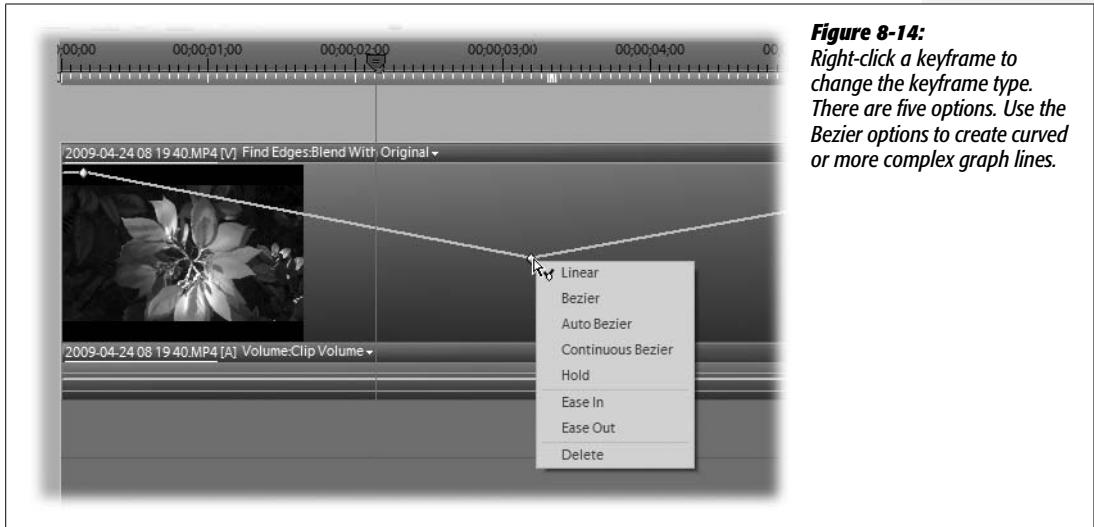 00;00
00;00;01;00
00;00;02;00
00;00;03;00
00;00;04;00
00
2009-04-24 08 19 40.MP4 [V] Find Edges:Blend With Original
2009-04-24 08 19 40.MP4 [A] Volume:Clip Volume
Linear
Bezier
Auto Bezier
Continuous Bezier
Hold
Ease In
Ease Out
Delete
Figure 8-14:
Right-click a keyframe to
change the keyframe type.
There are five options. Use the
Bezier options to create curved
or more complex graph lines.